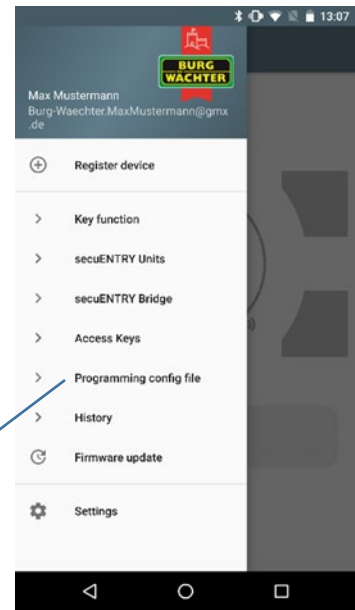 13:07
BURG
WÄCHTER
Max Mustermann
Burg-Waechter.MaxMustermann@gmx
.de
Register device
Key function
secuENTRY Units
secuENTRY Bridge
Access Keys
Programming config file
History
Firmware update
Settings